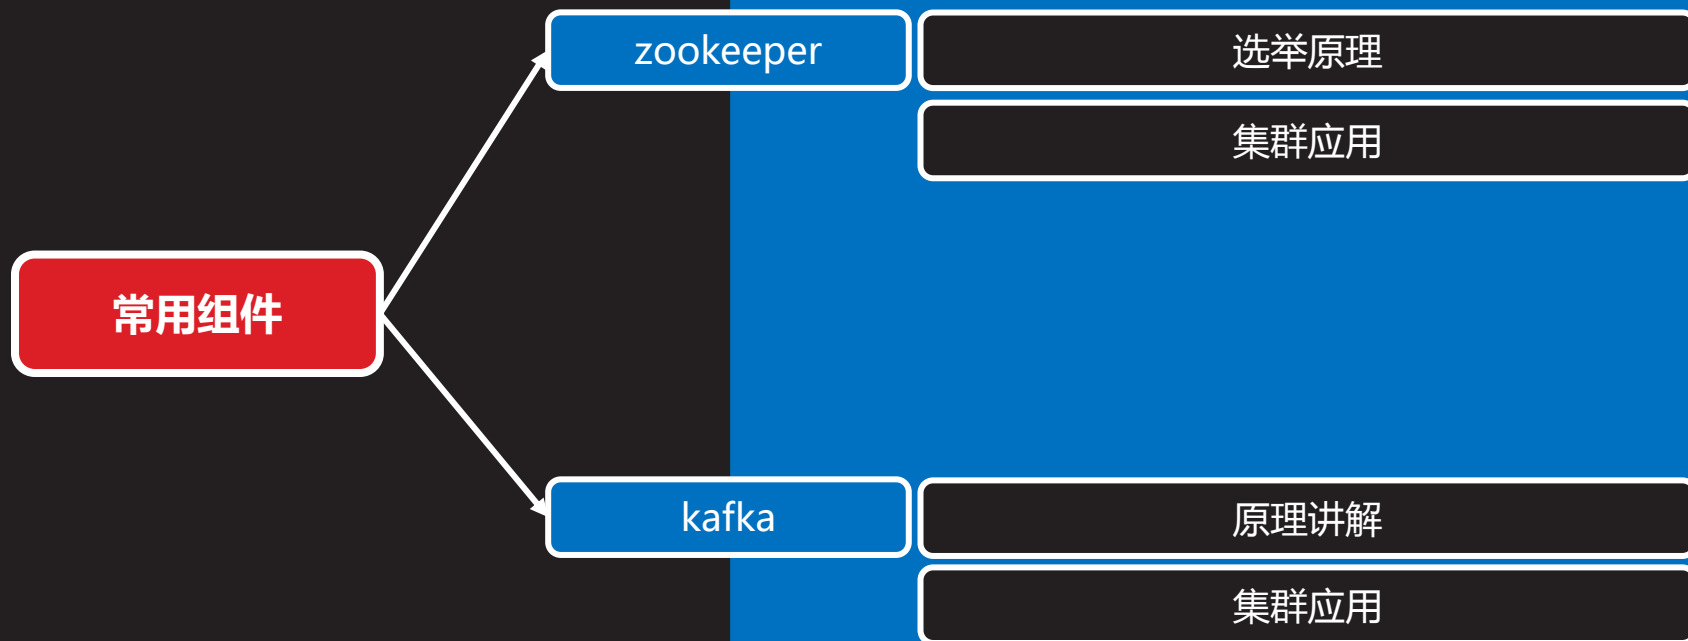 常用组件
zookeeper
选举原理
集群应用
kafka
原理讲解
集群应用